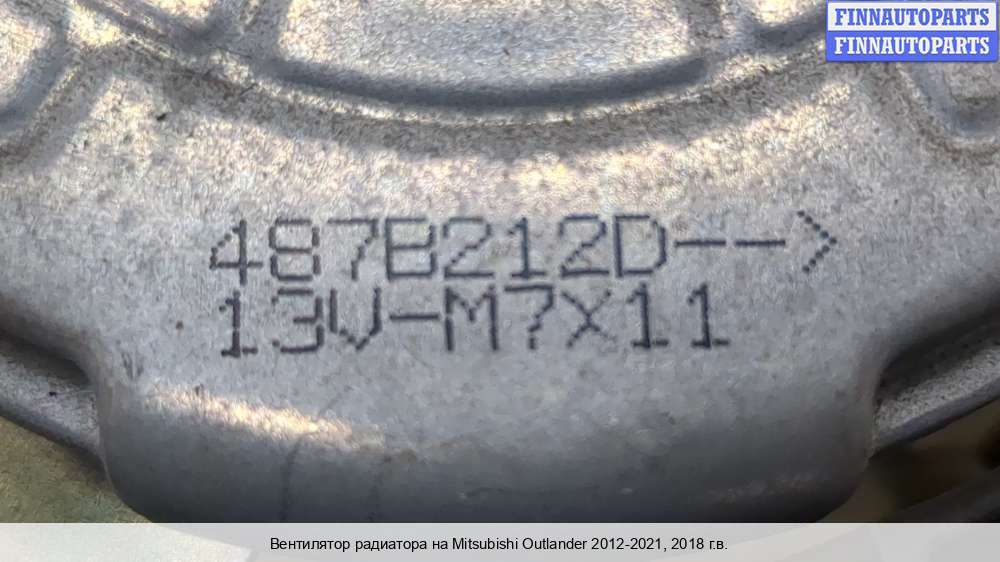 FINNAUTOPARTS
FINNAUTOPARTS
487B212D-->
13V-M7X11
Вентилятор радиатора на Mitsubishi Outlander 2012-2021, 2018 г.в.